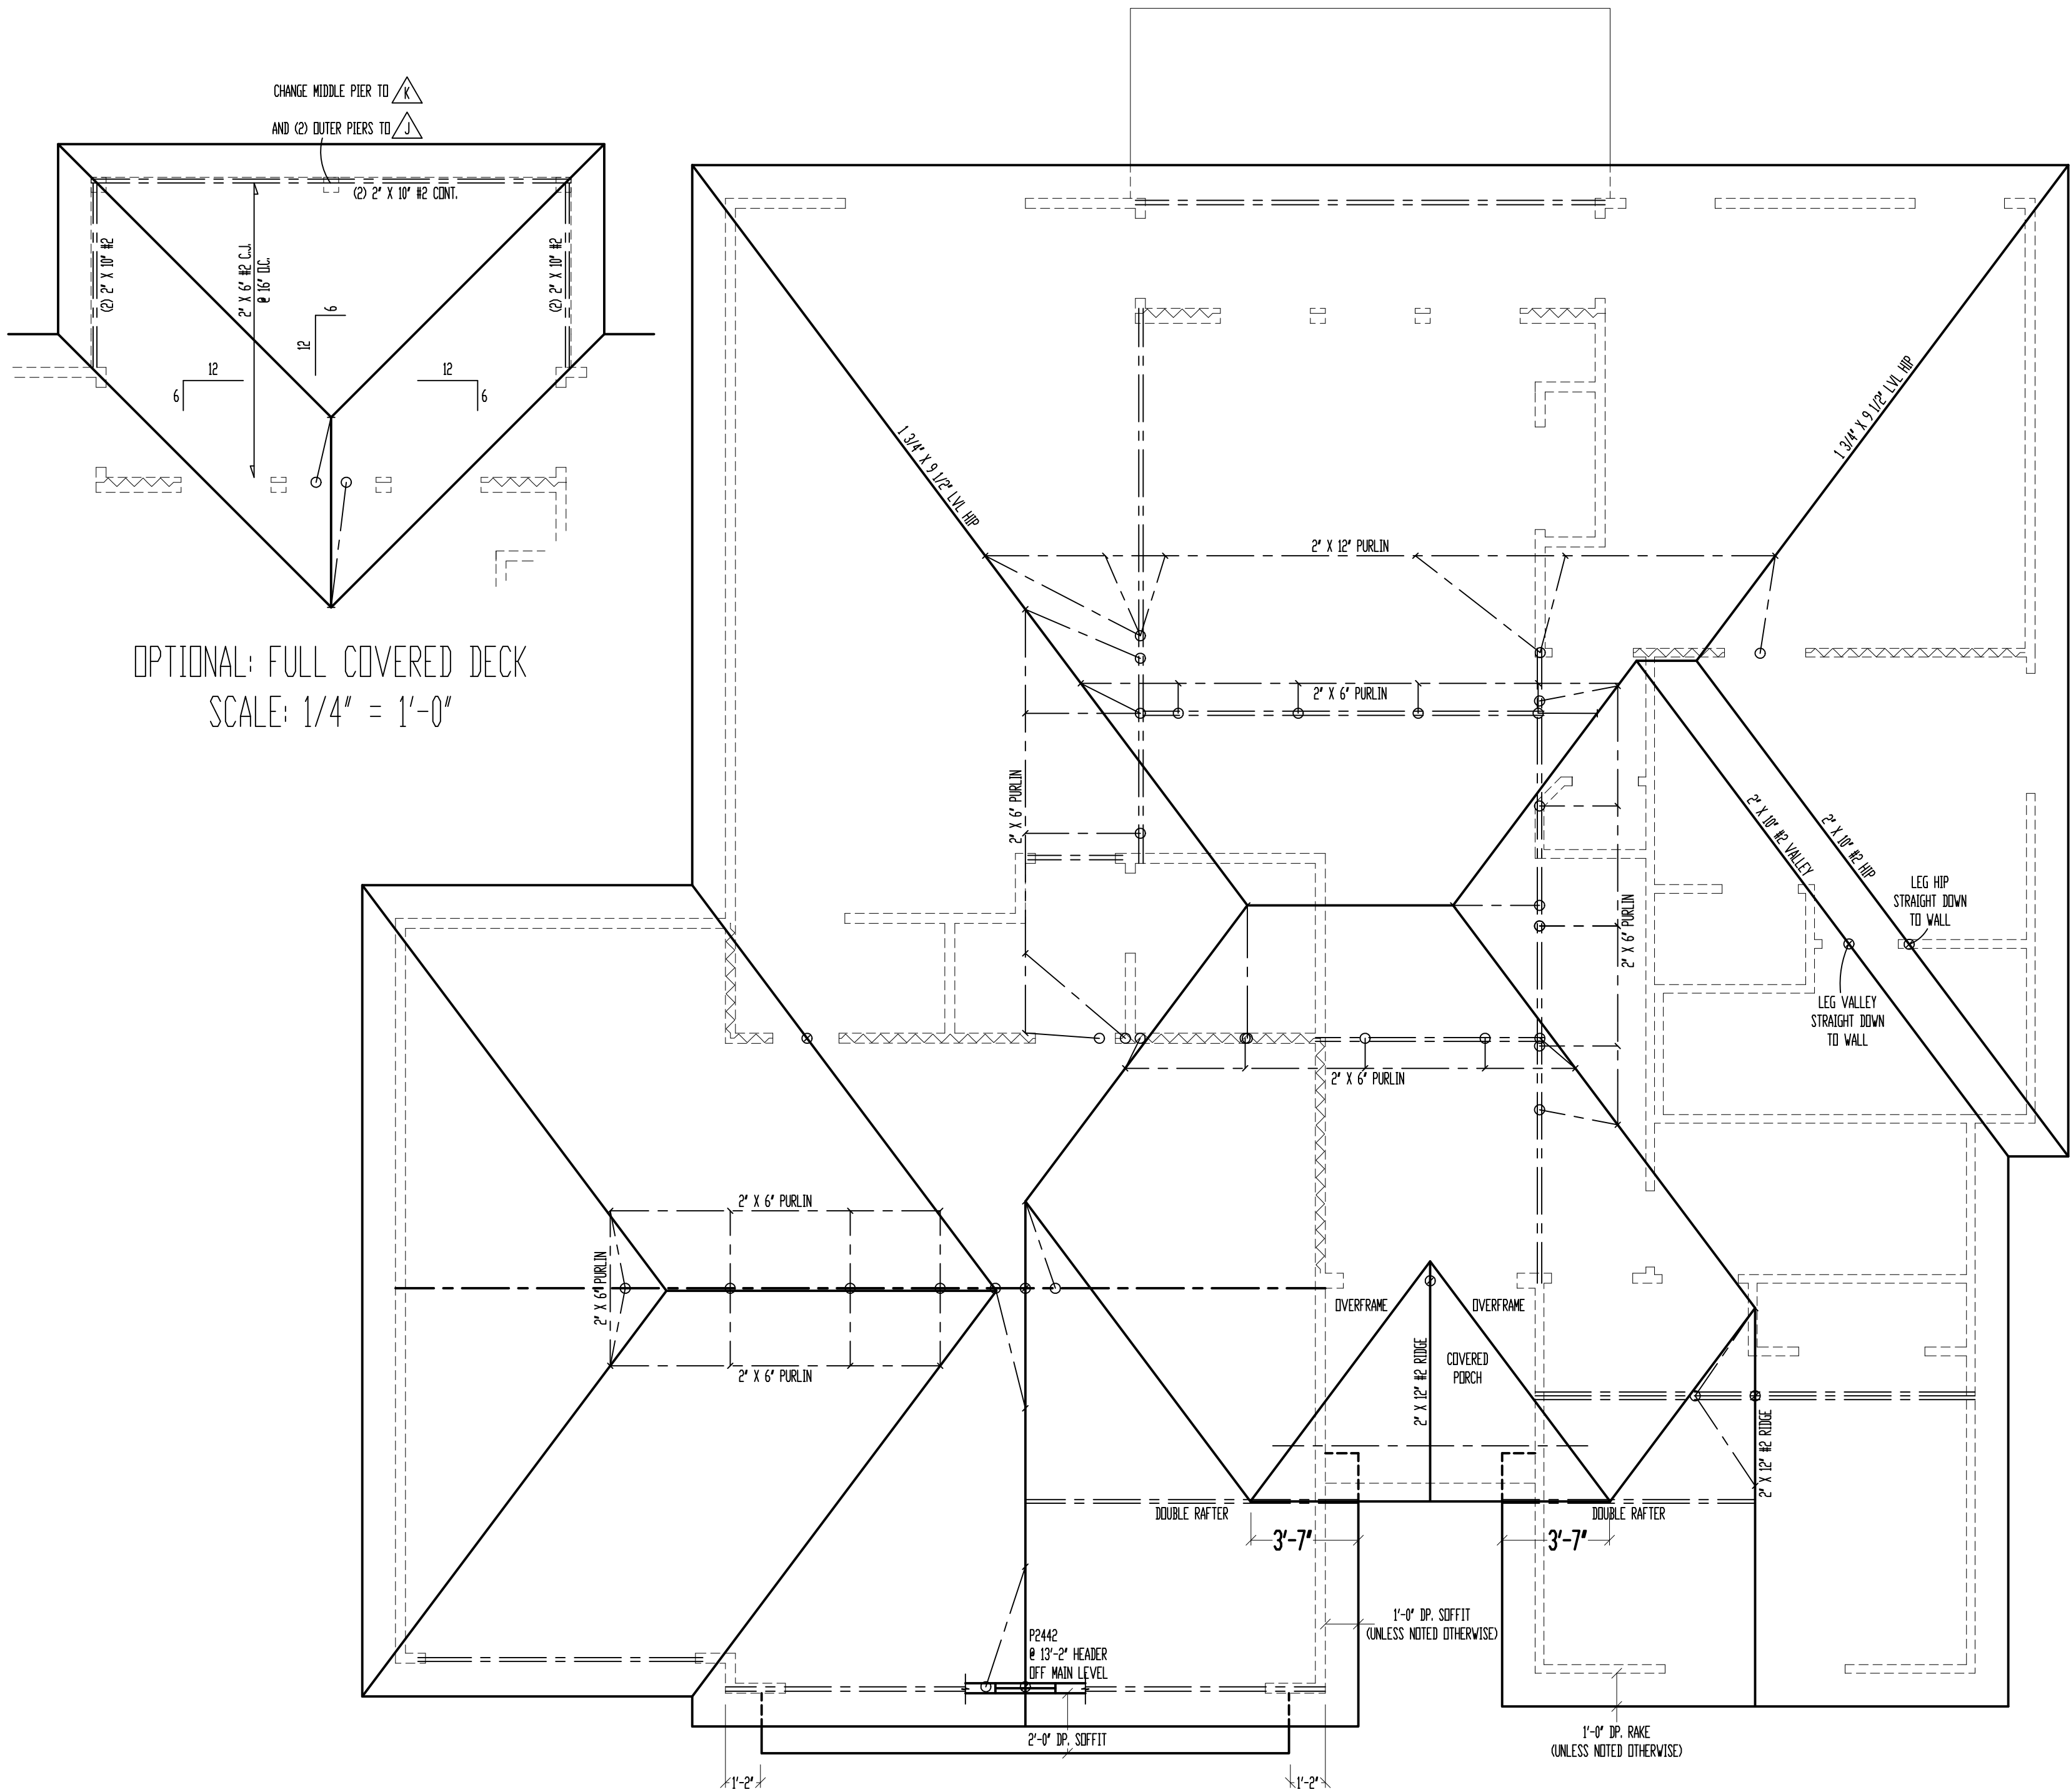 CHANGE MIDDLE PIER TO K
AND (2) OUTER PIERS TO J
(2) 2" X 10" #2 CONT.
(2) 2" X 10" #2
2" X 6" #2 C.J.
@ 16" O.C.
(2) 2" X 10" #2
12
6
12
6
12
6
OPTIONAL: FULL COVERED DECK
SCALE: 1/4" = 1'-0"
1 3/4" X 9 1/2" LVL HIP
1 3/4" X 9 1/2" LVL HIP
2" X 12" PURLIN
2" X 6" PURLIN
2" X 6" PURLIN
2" X 10" #2 VALLEY
2" X 10" #2 HIP
LEG HIP
STRAIGHT DOWN
TO WALL
2" X 6" PURLIN
LEG VALLEY
STRAIGHT DOWN
TO WALL
2" X 6" PURLIN
2" X 6" PURLIN
2" X 6" PURLIN
2" X 6" PURLIN
OVERFRAME
OVERFRAME
2" X 12" #2 RIDGE
COVERED
PORCH
2" X 12" #2 RIDGE
DOUBLE RAFTER
DOUBLE RAFTER
3'-7"
3'-7"
1'-0" DP. SOFFIT
(UNLESS NOTED OTHERWISE)
P2442
@ 13'-2" HEADER
OFF MAIN LEVEL
2'-0" DP. SOFFIT
1'-0" DP. RAKE
(UNLESS NOTED OTHERWISE)
1'-2"
1'-2"